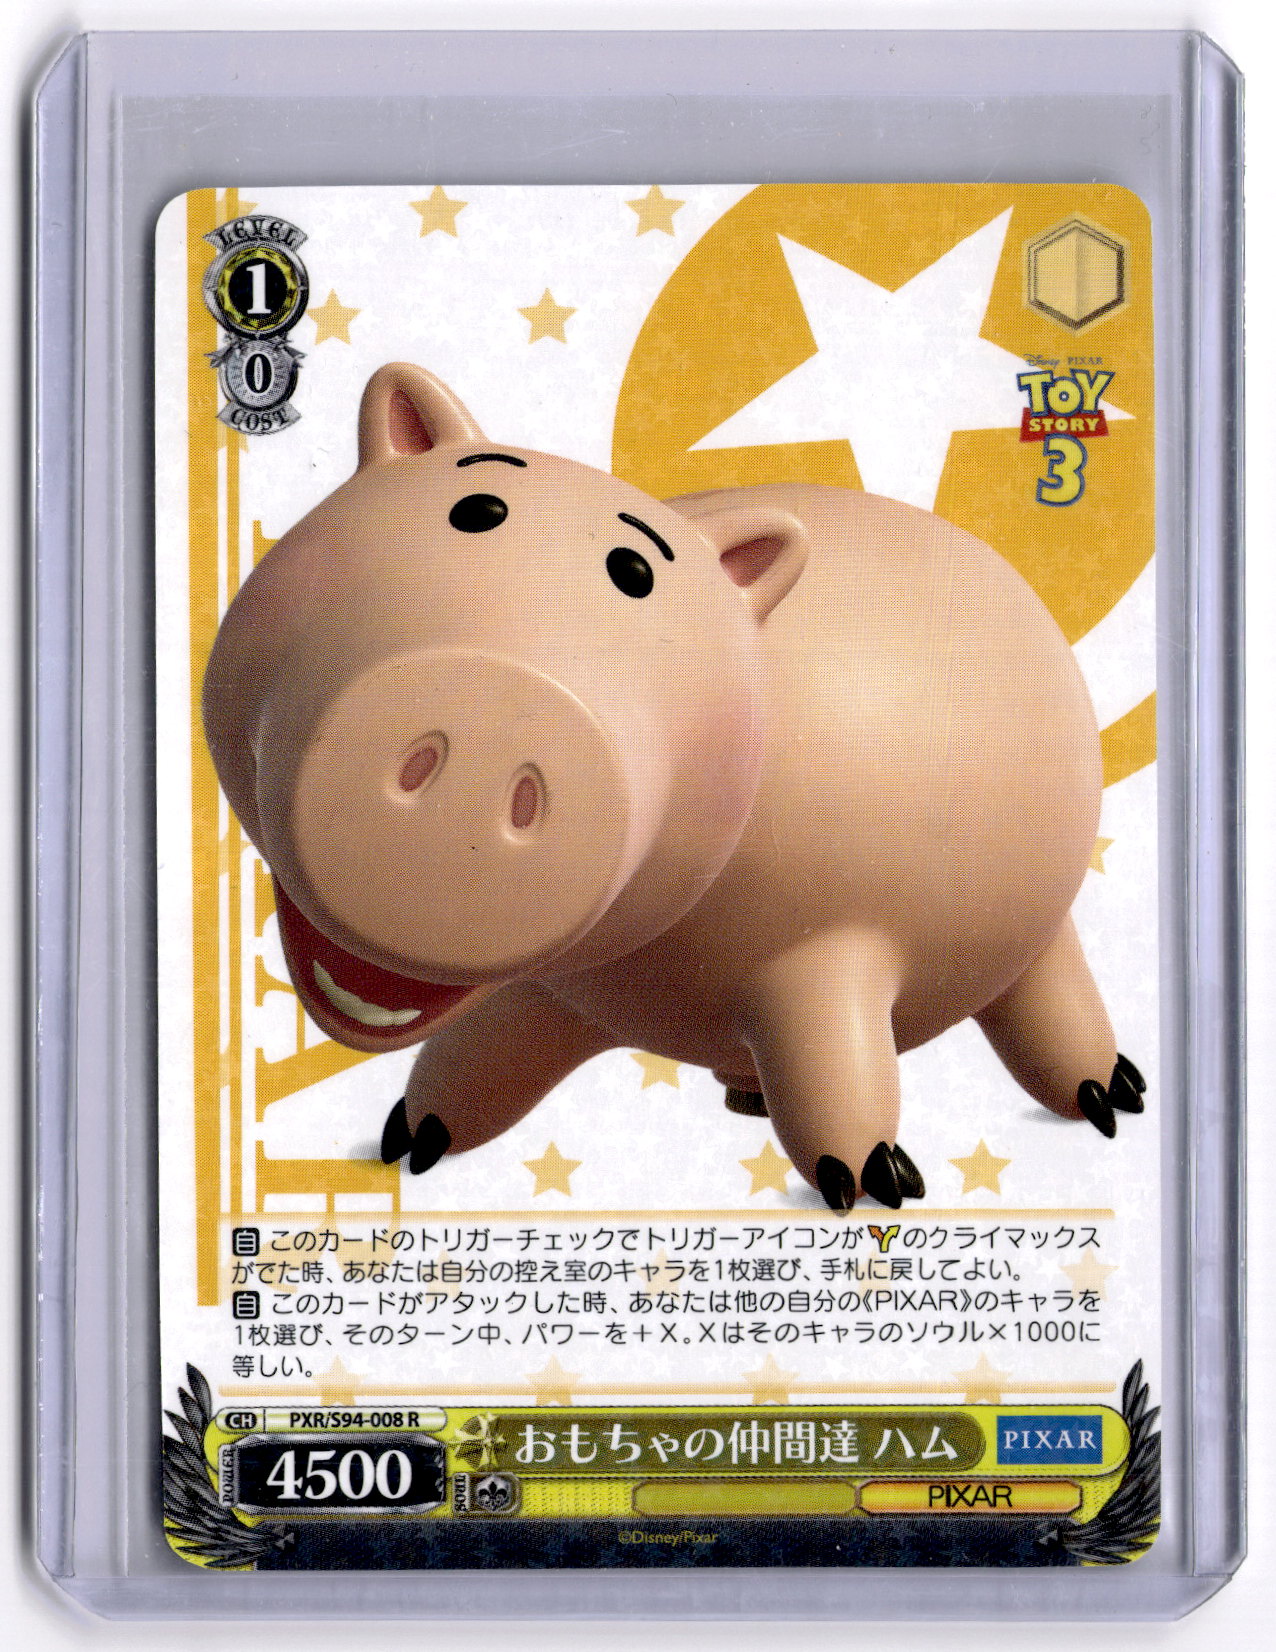 LEVEL
1
0
COST
Disney PIXAR
TOY
STORY
3
自 このカードのトリガーチェックでトリガーアイコンがのクライマックス
がでた時、あなたは自分の控え室のキャラを1枚選び、手札に戻してよい。
自 このカードがアタックした時、あなたは他の自分の《PIXAR》のキャラを
1枚選び、そのターン中、パワーを＋X。Xはそのキャラのソウル×1000に
等しい。
CH PXR/S94-008 R
おもちゃの仲間達 ハム
PIXAR
POWER
4500
SOUL
PIXAR
©Disney/Pixar